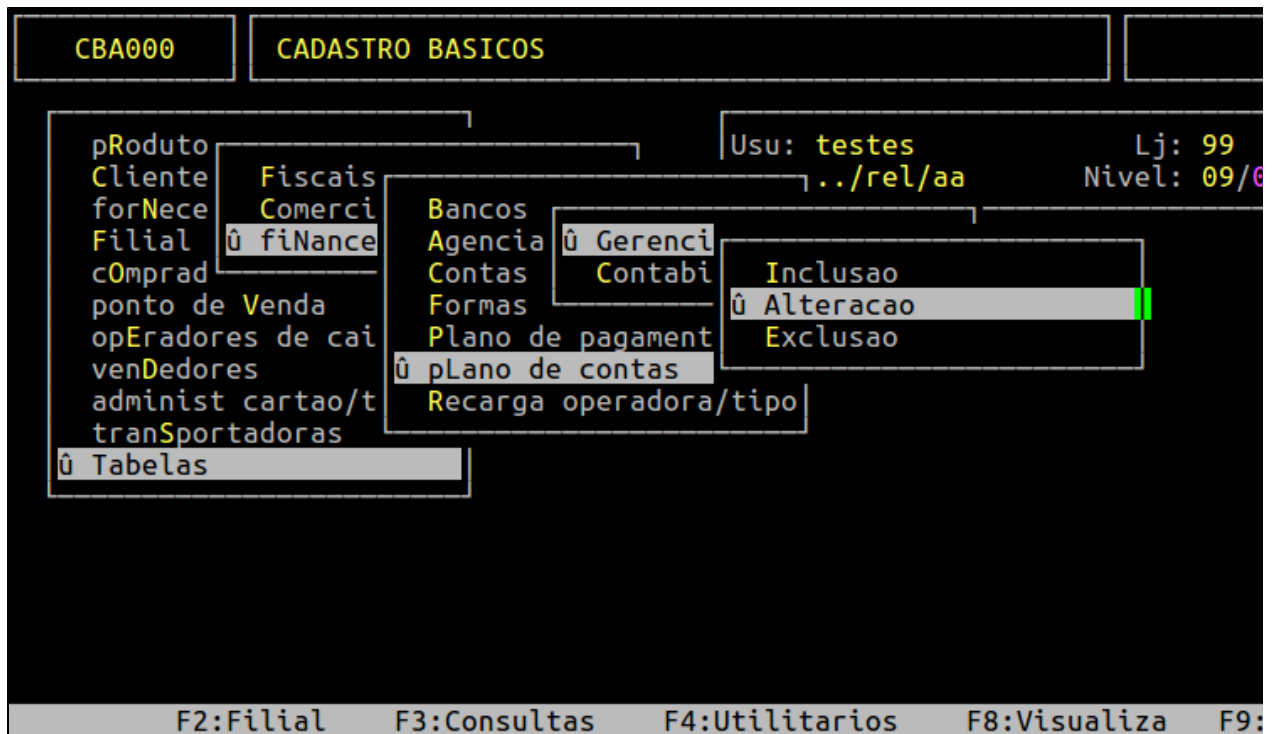 CBA000 CADASTRO BASICOS
pRoduto Usu: testes Lj: 99
Cliente Fiscais ../rel/aa Nivel: 09/0
forNece Comerci Bancos
Filial û fiNance Agencia û Gerenci
cOmprad Contas Contabi Inclusao
ponto de Venda Formas û Alteracao
opEradores de cai Plano de pagament Exclusao
venDedores û pLano de contas
administ cartao/t Recarga operadora/tipo
tranSportadoras
û Tabelas
F2:Filial F3:Consultas F4:Utilitarios F8:Visualiza F9: